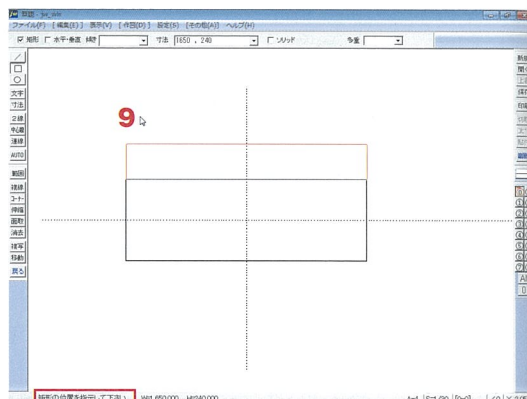 無題 - jw_win
ファイル(F) [編集(E)] 表示(V) [作図(D)] 設定(S) [その他(A)] ヘルプ(H)
矩形 水平・垂直 傾き 寸法 1650 , 240 ソリッド 多重
文字
寸法
2線
中心線
連線
AUTO
範囲
複線
コーナー
伸縮
面取
消去
複写
移動
戻る
9
矩形の位置を指示して下さい W=1,650.000 H=240.000